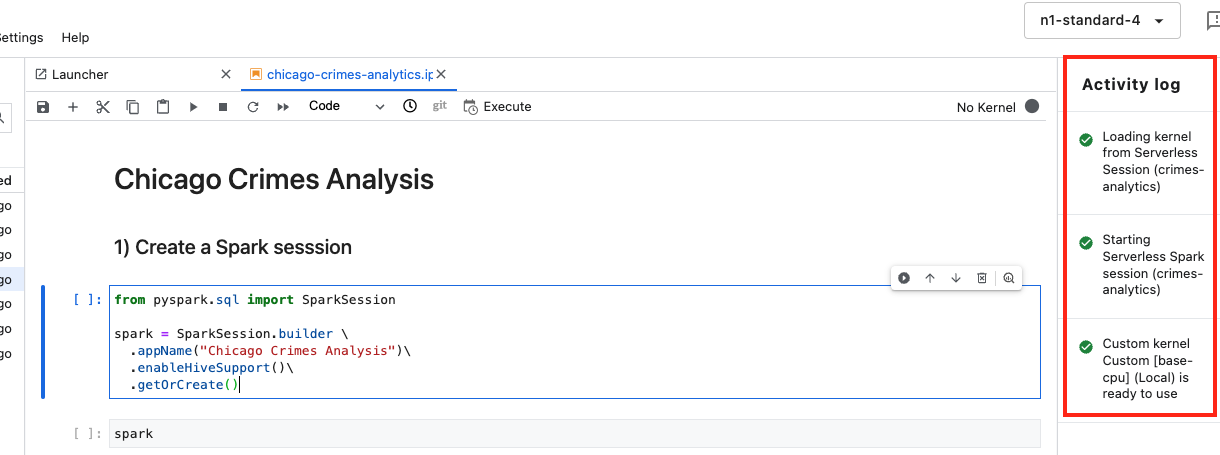 n1-standard-4
ettings Help
Launcher
chicago-crimes-analytics.ip
Code
git
Execute
No Kernel
Activity log
ed
go
go
go
go
go
go
go
Chicago Crimes Analysis
1) Create a Spark sesssion
[ ]:
from pyspark.sql import SparkSession
spark = SparkSession.builder \
.appName("Chicago Crimes Analysis")\
.enableHiveSupport()\
.getOrCreate()
[ ]:
spark
Loading kernel
from Serverless
Session (crimes-
analytics)
Starting
Serverless Spark
session (crimes-
analytics)
Custom kernel
Custom [base-
cpu] (Local) is
ready to use